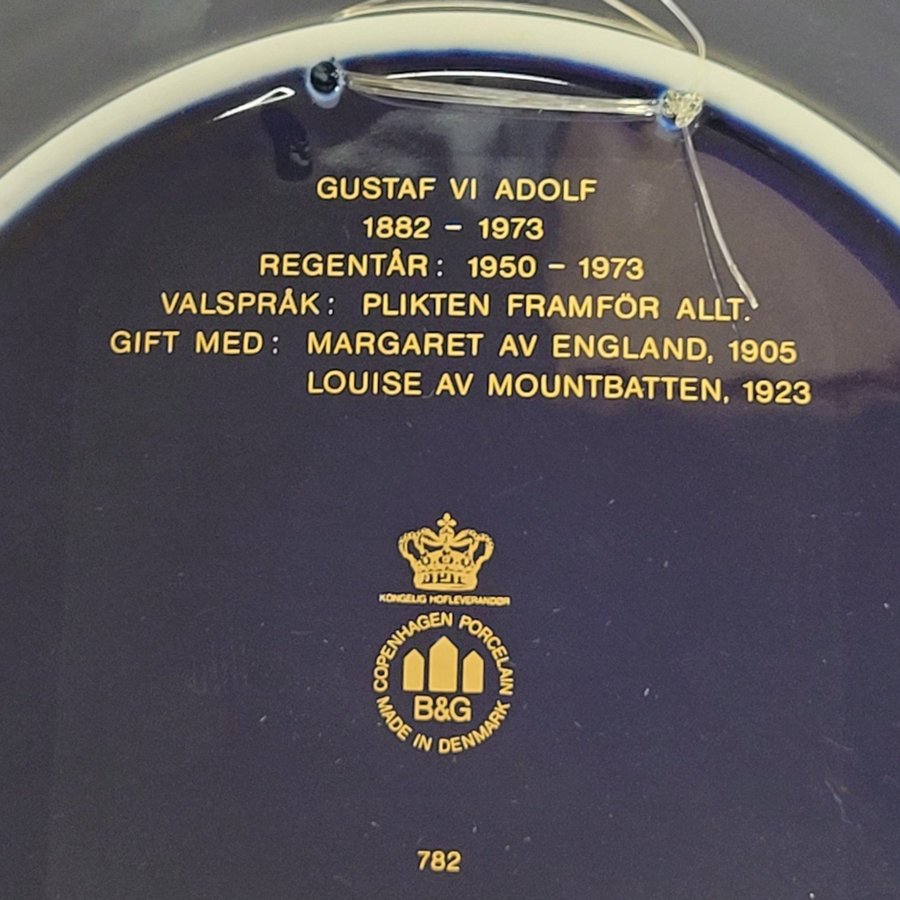 GUSTAF VI ADOLF
1882 – 1973
REGENTÅR: 1950 – 1973
VALSPRÅK: PLIKTEN FRAMFÖR ALLT.
GIFT MED: MARGARET AV ENGLAND, 1905
LOUISE AV MOUNTBATTEN, 1923
KONGELIG HOFLEVERANDØR
COPENHAGEN PORCELAIN
B&G
MADE IN DENMARK
782